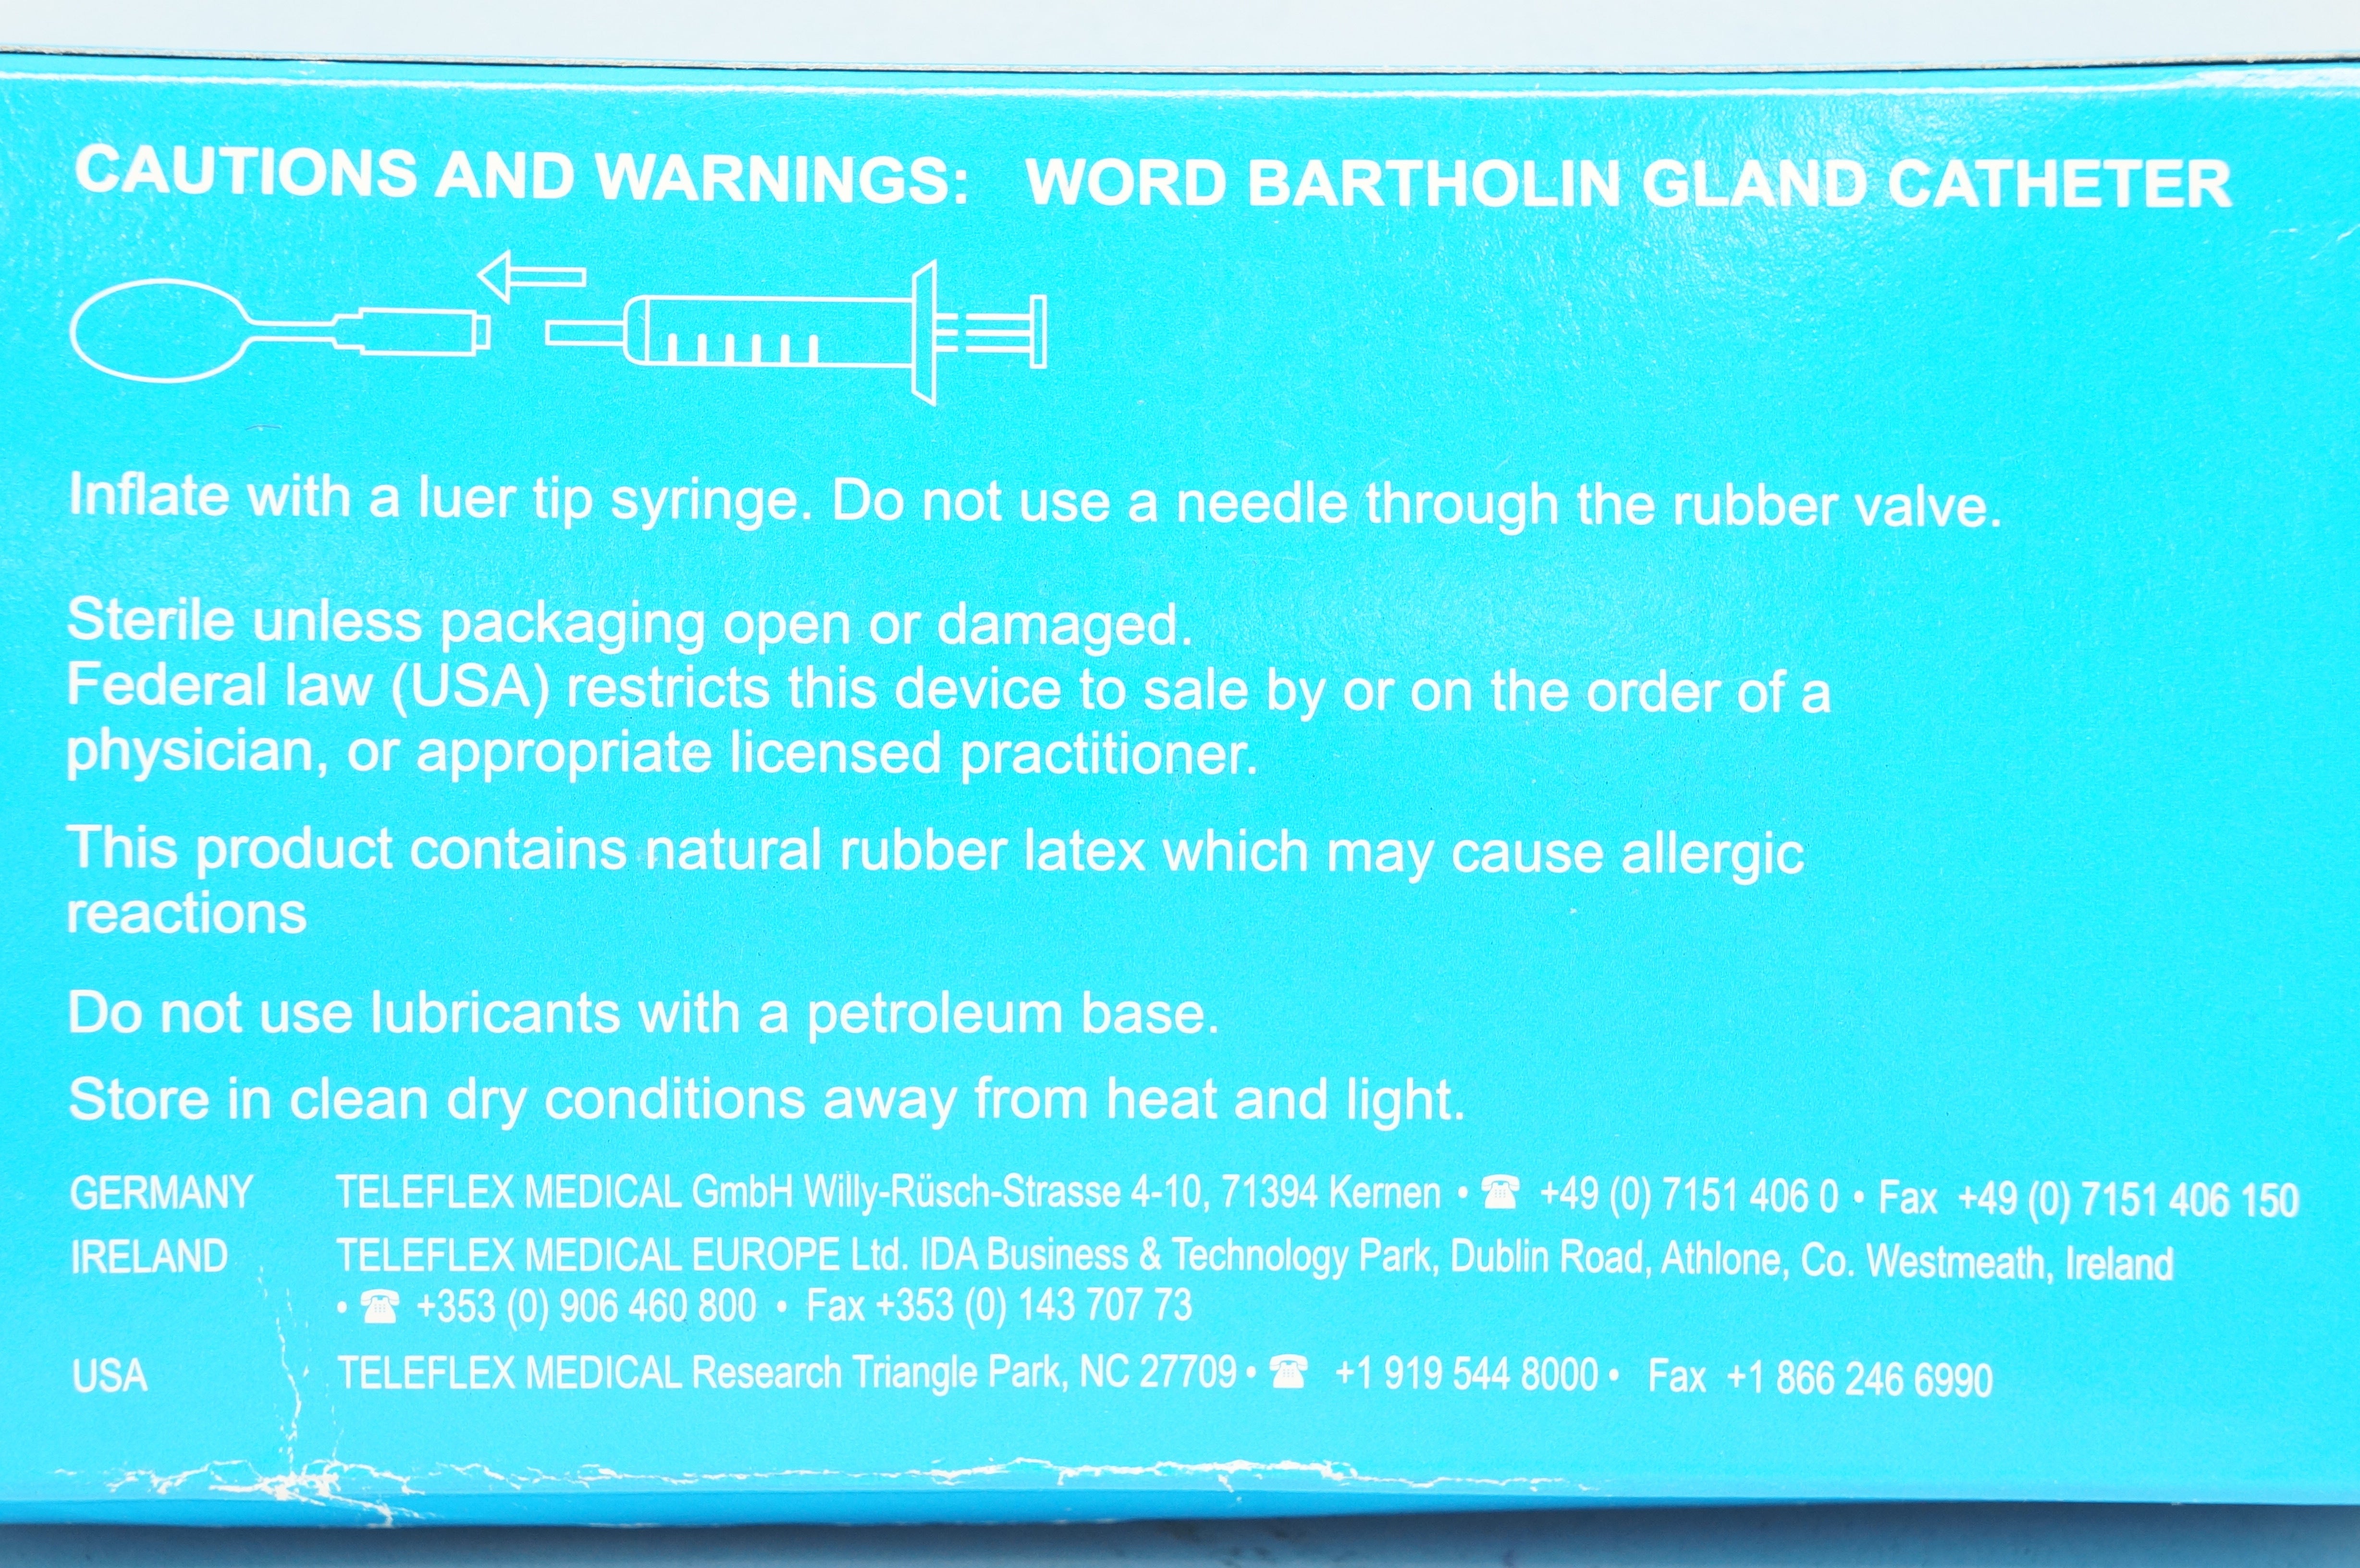 CAUTIONS AND WARNINGS: WORD BARTHOLIN GLAND CATHETER
Inflate with a luer tip syringe. Do not use a needle through the rubber valve.
Sterile unless packaging open or damaged.
Federal law (USA) restricts this device to sale by or on the order of a
physician, or appropriate licensed practitioner.
This product contains natural rubber latex which may cause allergic
reactions
Do not use lubricants with a petroleum base.
Store in clean dry conditions away from heat and light.
GERMANY TELEFLEX MEDICAL GmbH Willy-Rüsch-Strasse 4-10, 71394 Kernen • ☎ +49 (0) 7151 406 0 • Fax +49 (0) 7151 406 150
IRELAND TELEFLEX MEDICAL EUROPE Ltd. IDA Business & Technology Park, Dublin Road, Athlone, Co. Westmeath, Ireland
• ☎ +353 (0) 906 460 800 • Fax +353 (0) 143 707 73
USA TELEFLEX MEDICAL Research Triangle Park, NC 27709 • ☎ +1 919 544 8000 • Fax +1 866 246 6990